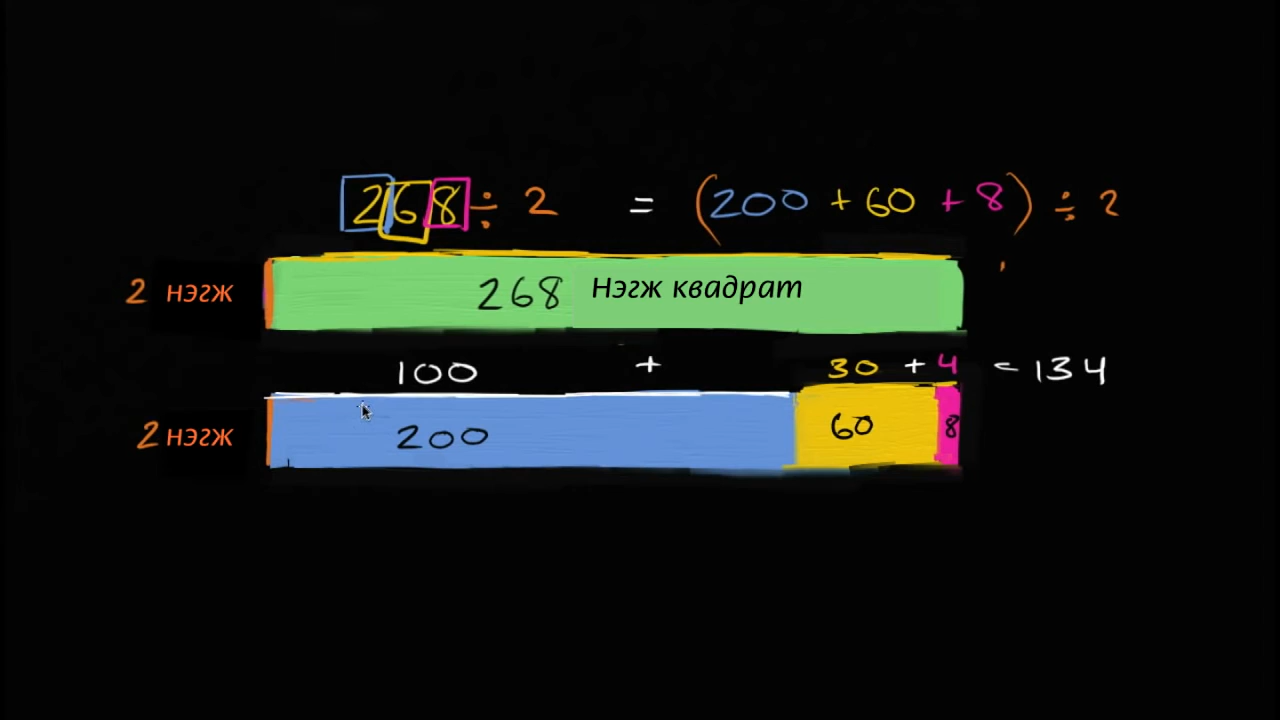 268 ÷ 2 = (200 + 60 + 8) ÷ 2
2 нэгж 268 Нэгж квадрат
100 + 30 + 4 = 134
2 нэгж 200 60 8